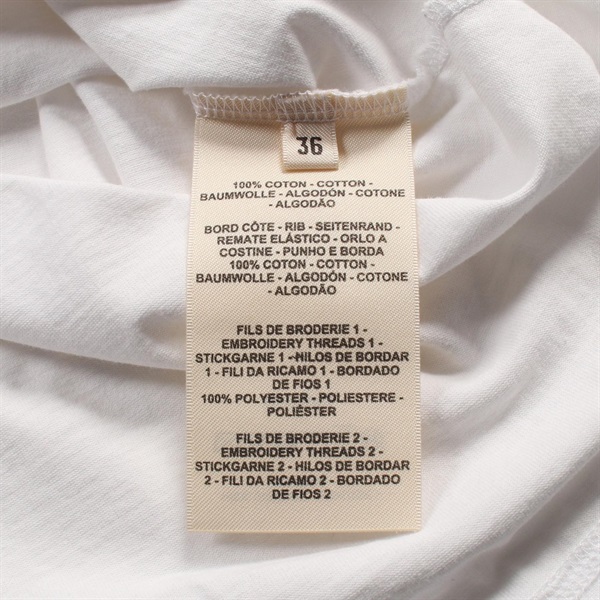 36
100% COTON - COTTON -
BAUMWOLLE - ALGODÓN - COTONE
- ALGODÃO
BORD CÔTE - RIB - SEITENRAND -
REMATE ELÁSTICO - ORLO A
COSTINE - PUNHO E BORDA
100% COTON - COTTON -
BAUMWOLLE - ALGODÓN - COTONE
- ALGODÃO
FILS DE BRODERIE 1 -
EMBROIDERY THREADS 1 -
STICKGARNE 1 - HILOS DE BORDAR
1 - FILI DA RICAMO 1 - BORDADO
DE FIOS 1
100% POLYESTER - POLIESTERE -
POLIÉSTER
FILS DE BRODERIE 2 -
EMBROIDERY THREADS 2 -
STICKGARNE 2 - HILOS DE BORDAR
2 - FILI DA RICAMO 2 - BORDADO
DE FIOS 2